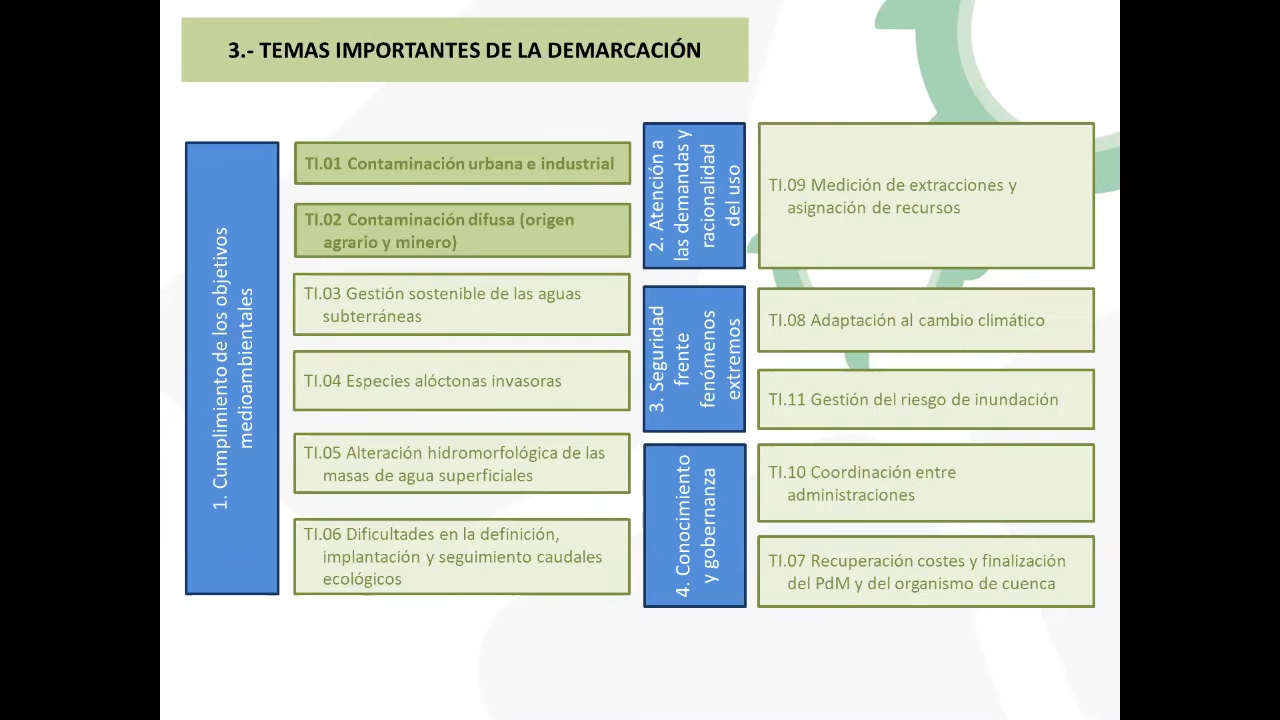 3.- TEMAS IMPORTANTES DE LA DEMARCACIÓN
1. Cumplimiento de los objetivos
medioambientales
TI.01 Contaminación urbana e industrial
TI.02 Contaminación difusa (origen
agrario y minero)
TI.03 Gestión sostenible de las aguas
subterráneas
TI.04 Especies alóctonas invasoras
TI.05 Alteración hidromorfológica de las
masas de agua superficiales
TI.06 Dificultades en la definición,
implantación y seguimiento caudales
ecológicos
2. Atención a
las demandas y
racionalidad
del uso
TI.09 Medición de extracciones y
asignación de recursos
3. Seguridad
frente
fenómenos
extremos
TI.08 Adaptación al cambio climático
TI.11 Gestión del riesgo de inundación
4. Conocimiento
y gobernanza
TI.10 Coordinación entre
administraciones
TI.07 Recuperación costes y finalización
del PdM y del organismo de cuenca